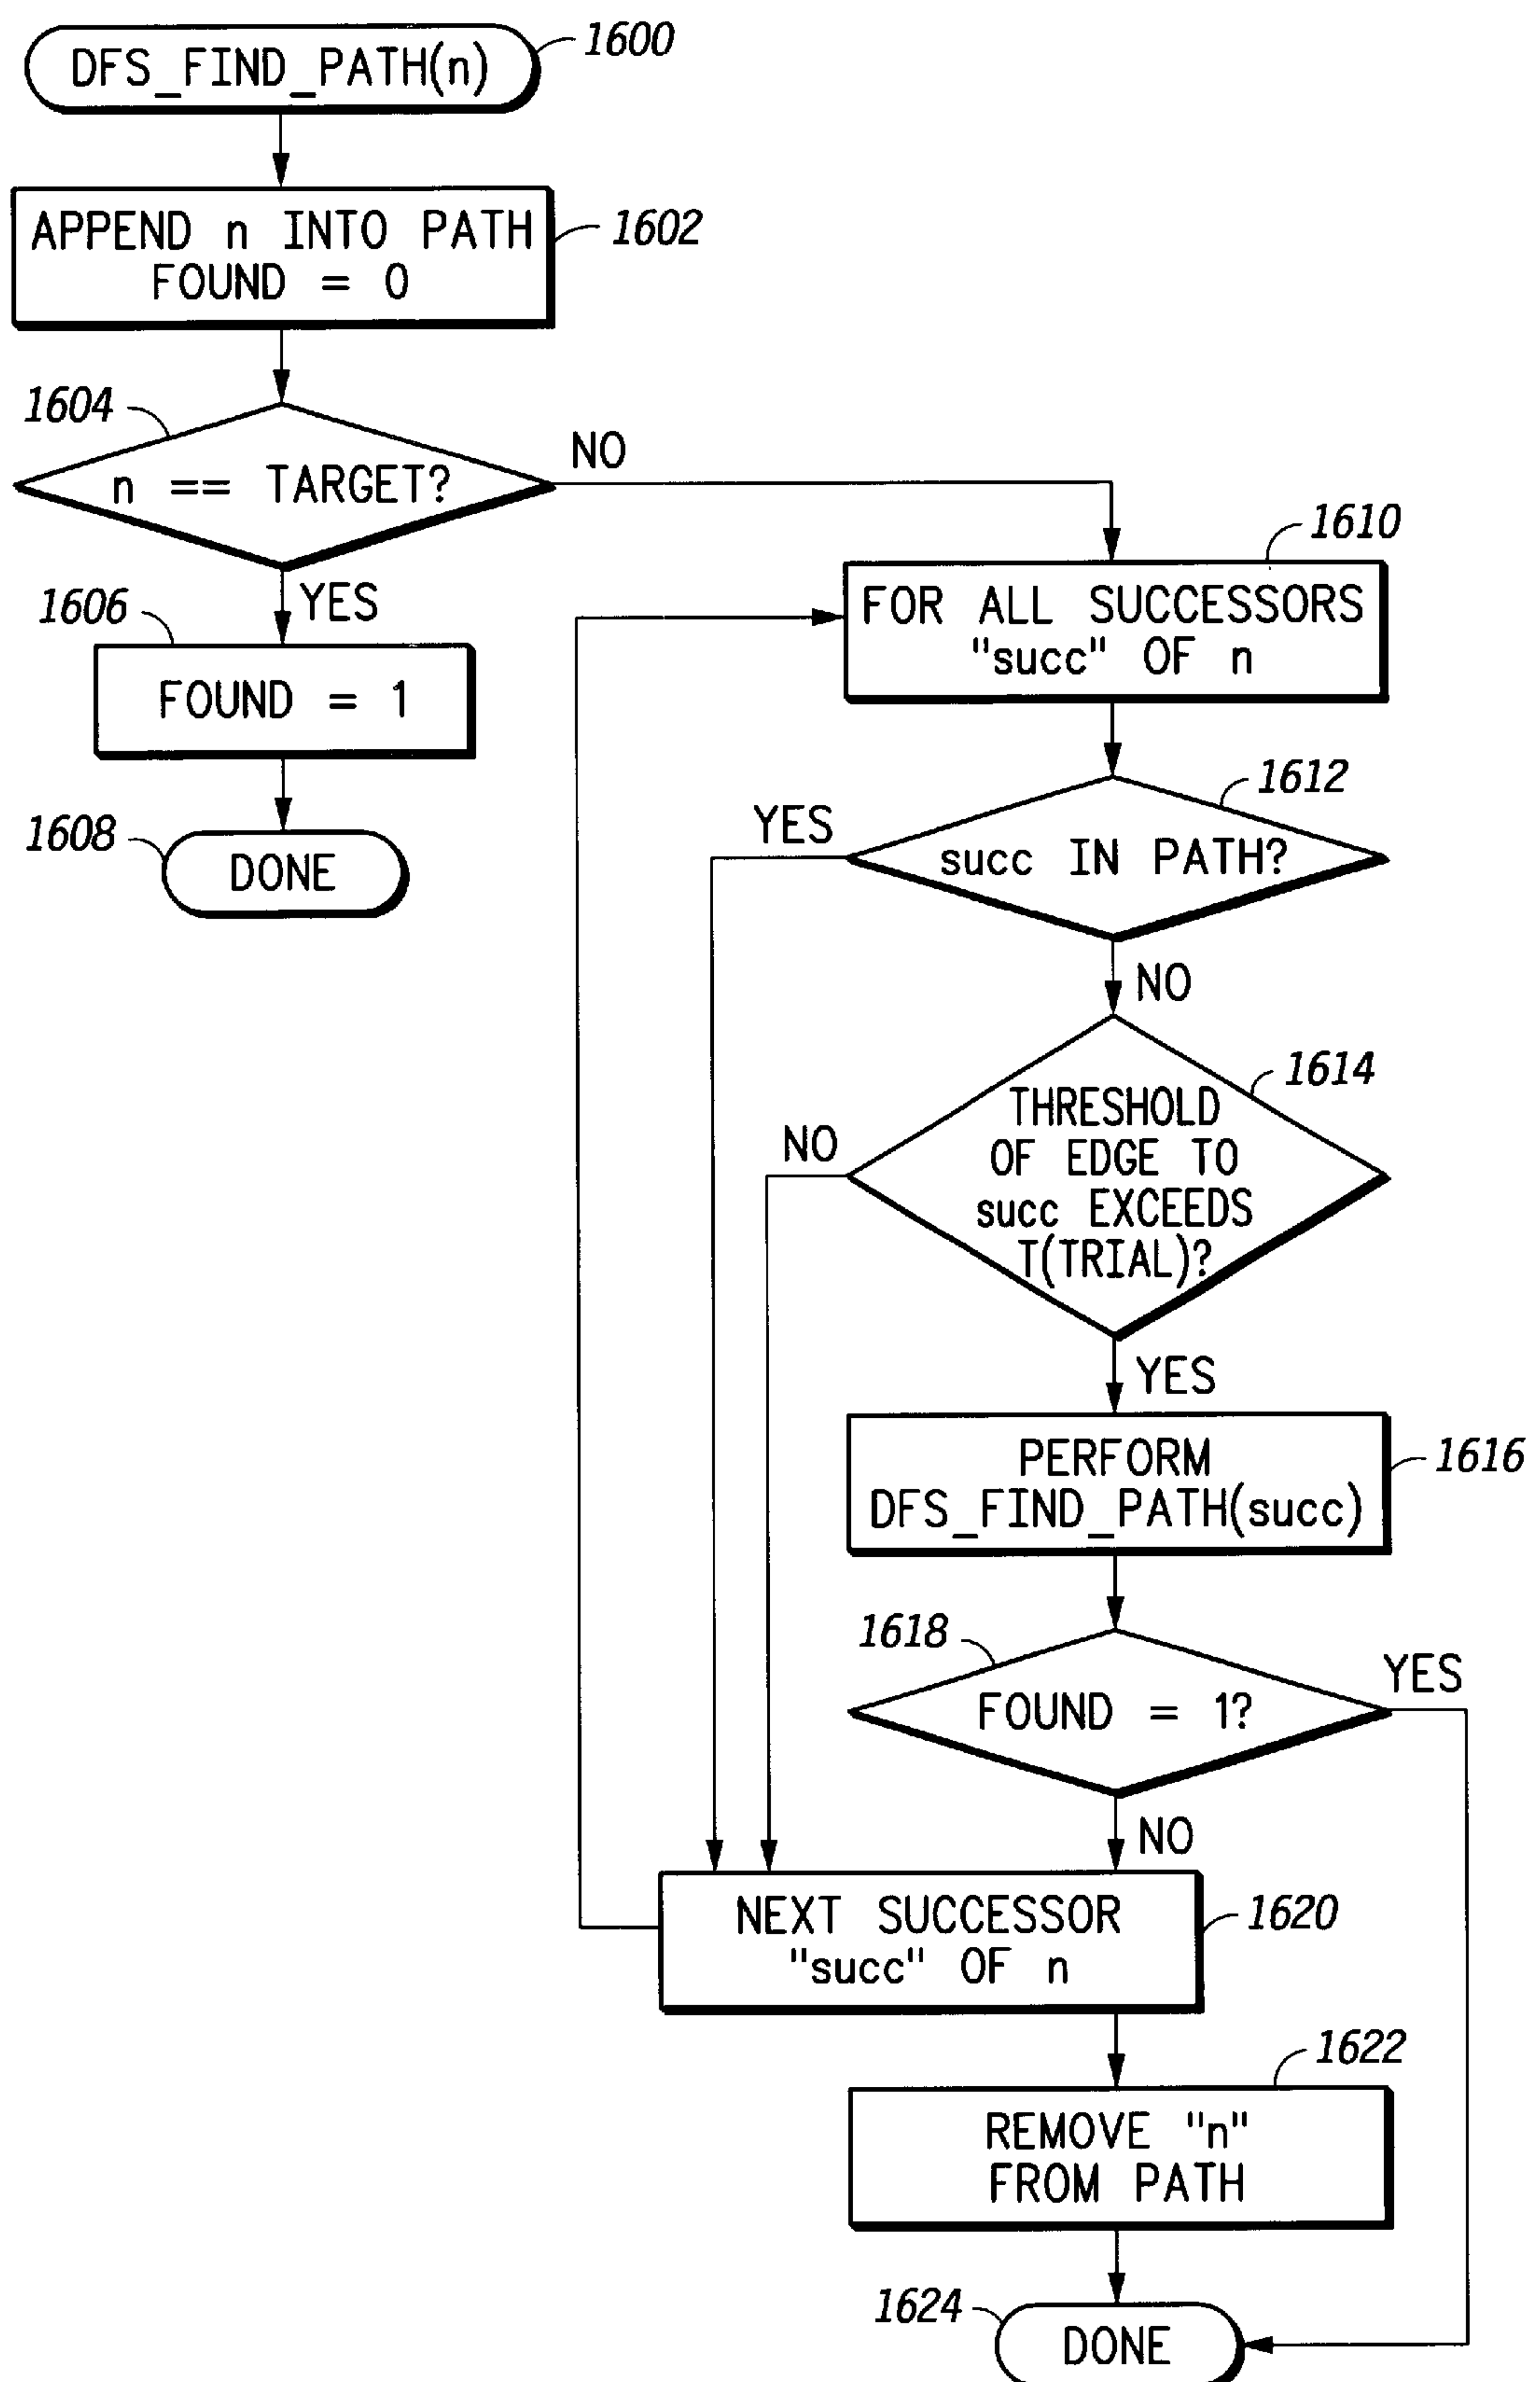 DFS_FIND_PATH(n)
1600
APPEND n INTO PATH
FOUND = 0
1602
1604
n == TARGET?
NO
YES
1606
FOUND = 1
1608
DONE
1610
FOR ALL SUCCESSORS
"succ" OF n
1612
YES
succ IN PATH?
NO
1614
NO
THRESHOLD
OF EDGE TO
succ EXCEEDS
T(TRIAL)?
YES
PERFORM
DFS_FIND_PATH(succ)
1616
1618
YES
FOUND = 1?
NO
NEXT SUCCESSOR
"succ" OF n
1620
1622
REMOVE "n"
FROM PATH
1624
DONE